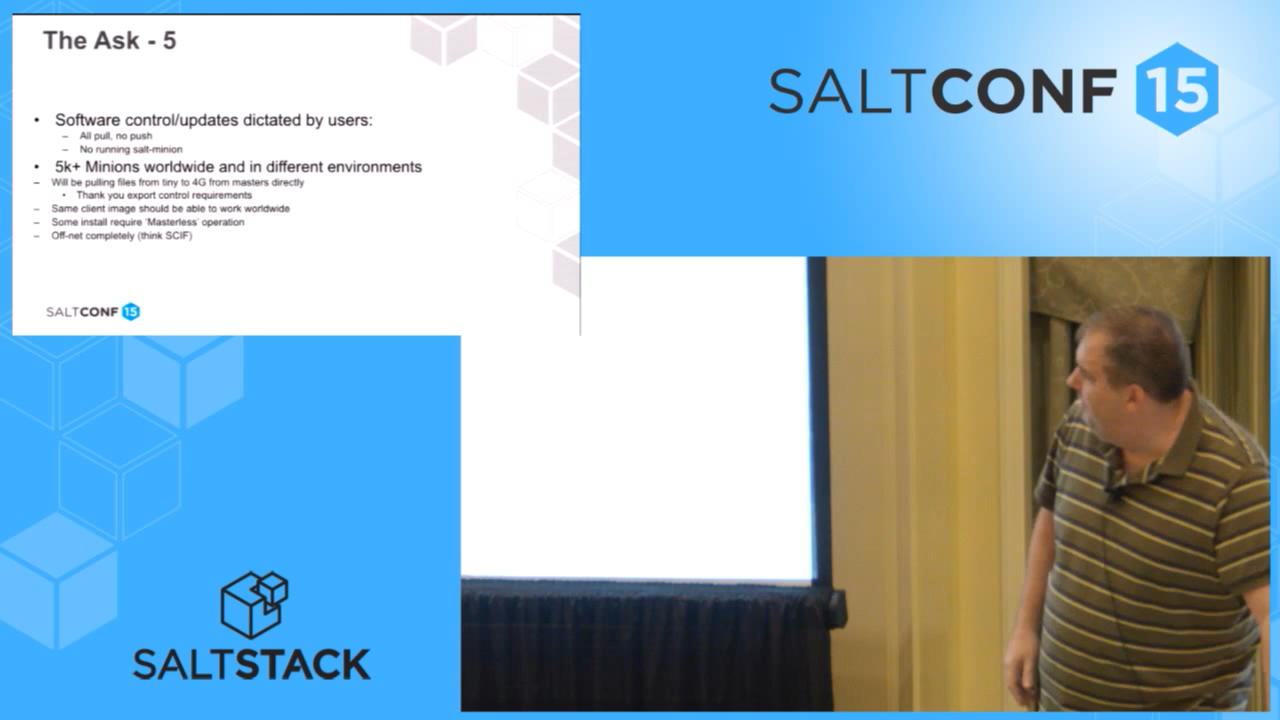 The Ask - 5
• Software control/updates dictated by users:
– All pull, no push
– No running salt-minion
• 5k+ Minions worldwide and in different environments
– Will be pulling files from tiny to 4G from masters directly
• Thank you export control requirements
– Same client image should be able to work worldwide
– Some install require 'Masterless' operation
– Off-net completely (think SCIF)
SALTCONF 15
SALTCONF 15
SALTSTACK